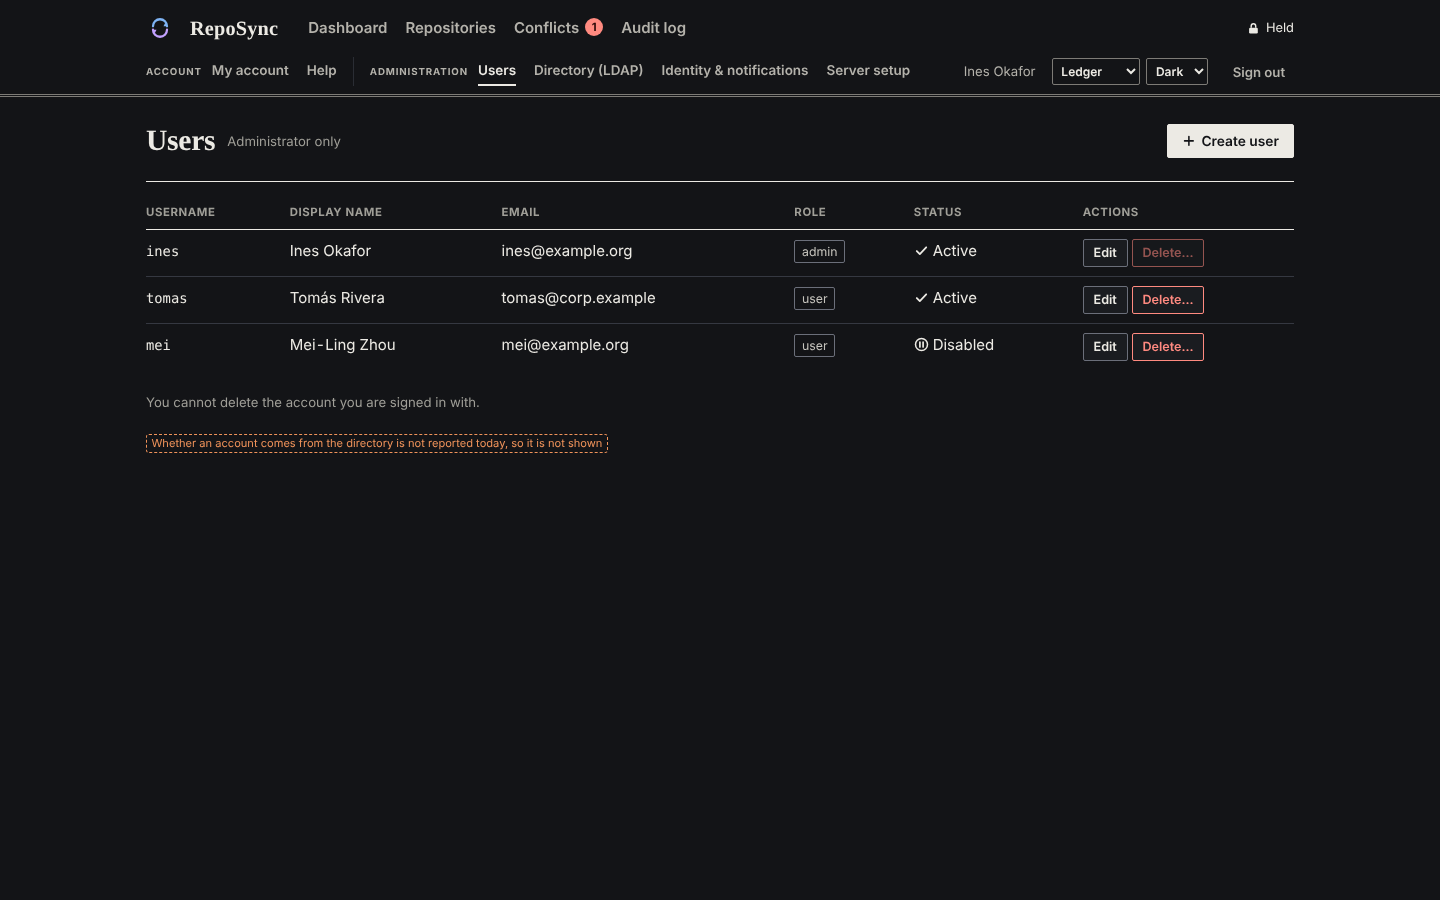 RepoSync Dashboard Repositories Conflicts 1 Audit log Held
ACCOUNT My account Help ADMINISTRATION Users Directory (LDAP) Identity & notifications Server setup Ines Okafor Ledger Dark Sign out
Users Administrator only + Create user
USERNAME DISPLAY NAME EMAIL ROLE STATUS ACTIONS
ines Ines Okafor ines@example.org admin Active Edit Delete...
tomas Tomás Rivera tomas@corp.example user Active Edit Delete...
mei Mei-Ling Zhou mei@example.org user Disabled Edit Delete...
You cannot delete the account you are signed in with.
Whether an account comes from the directory is not reported today, so it is not shown